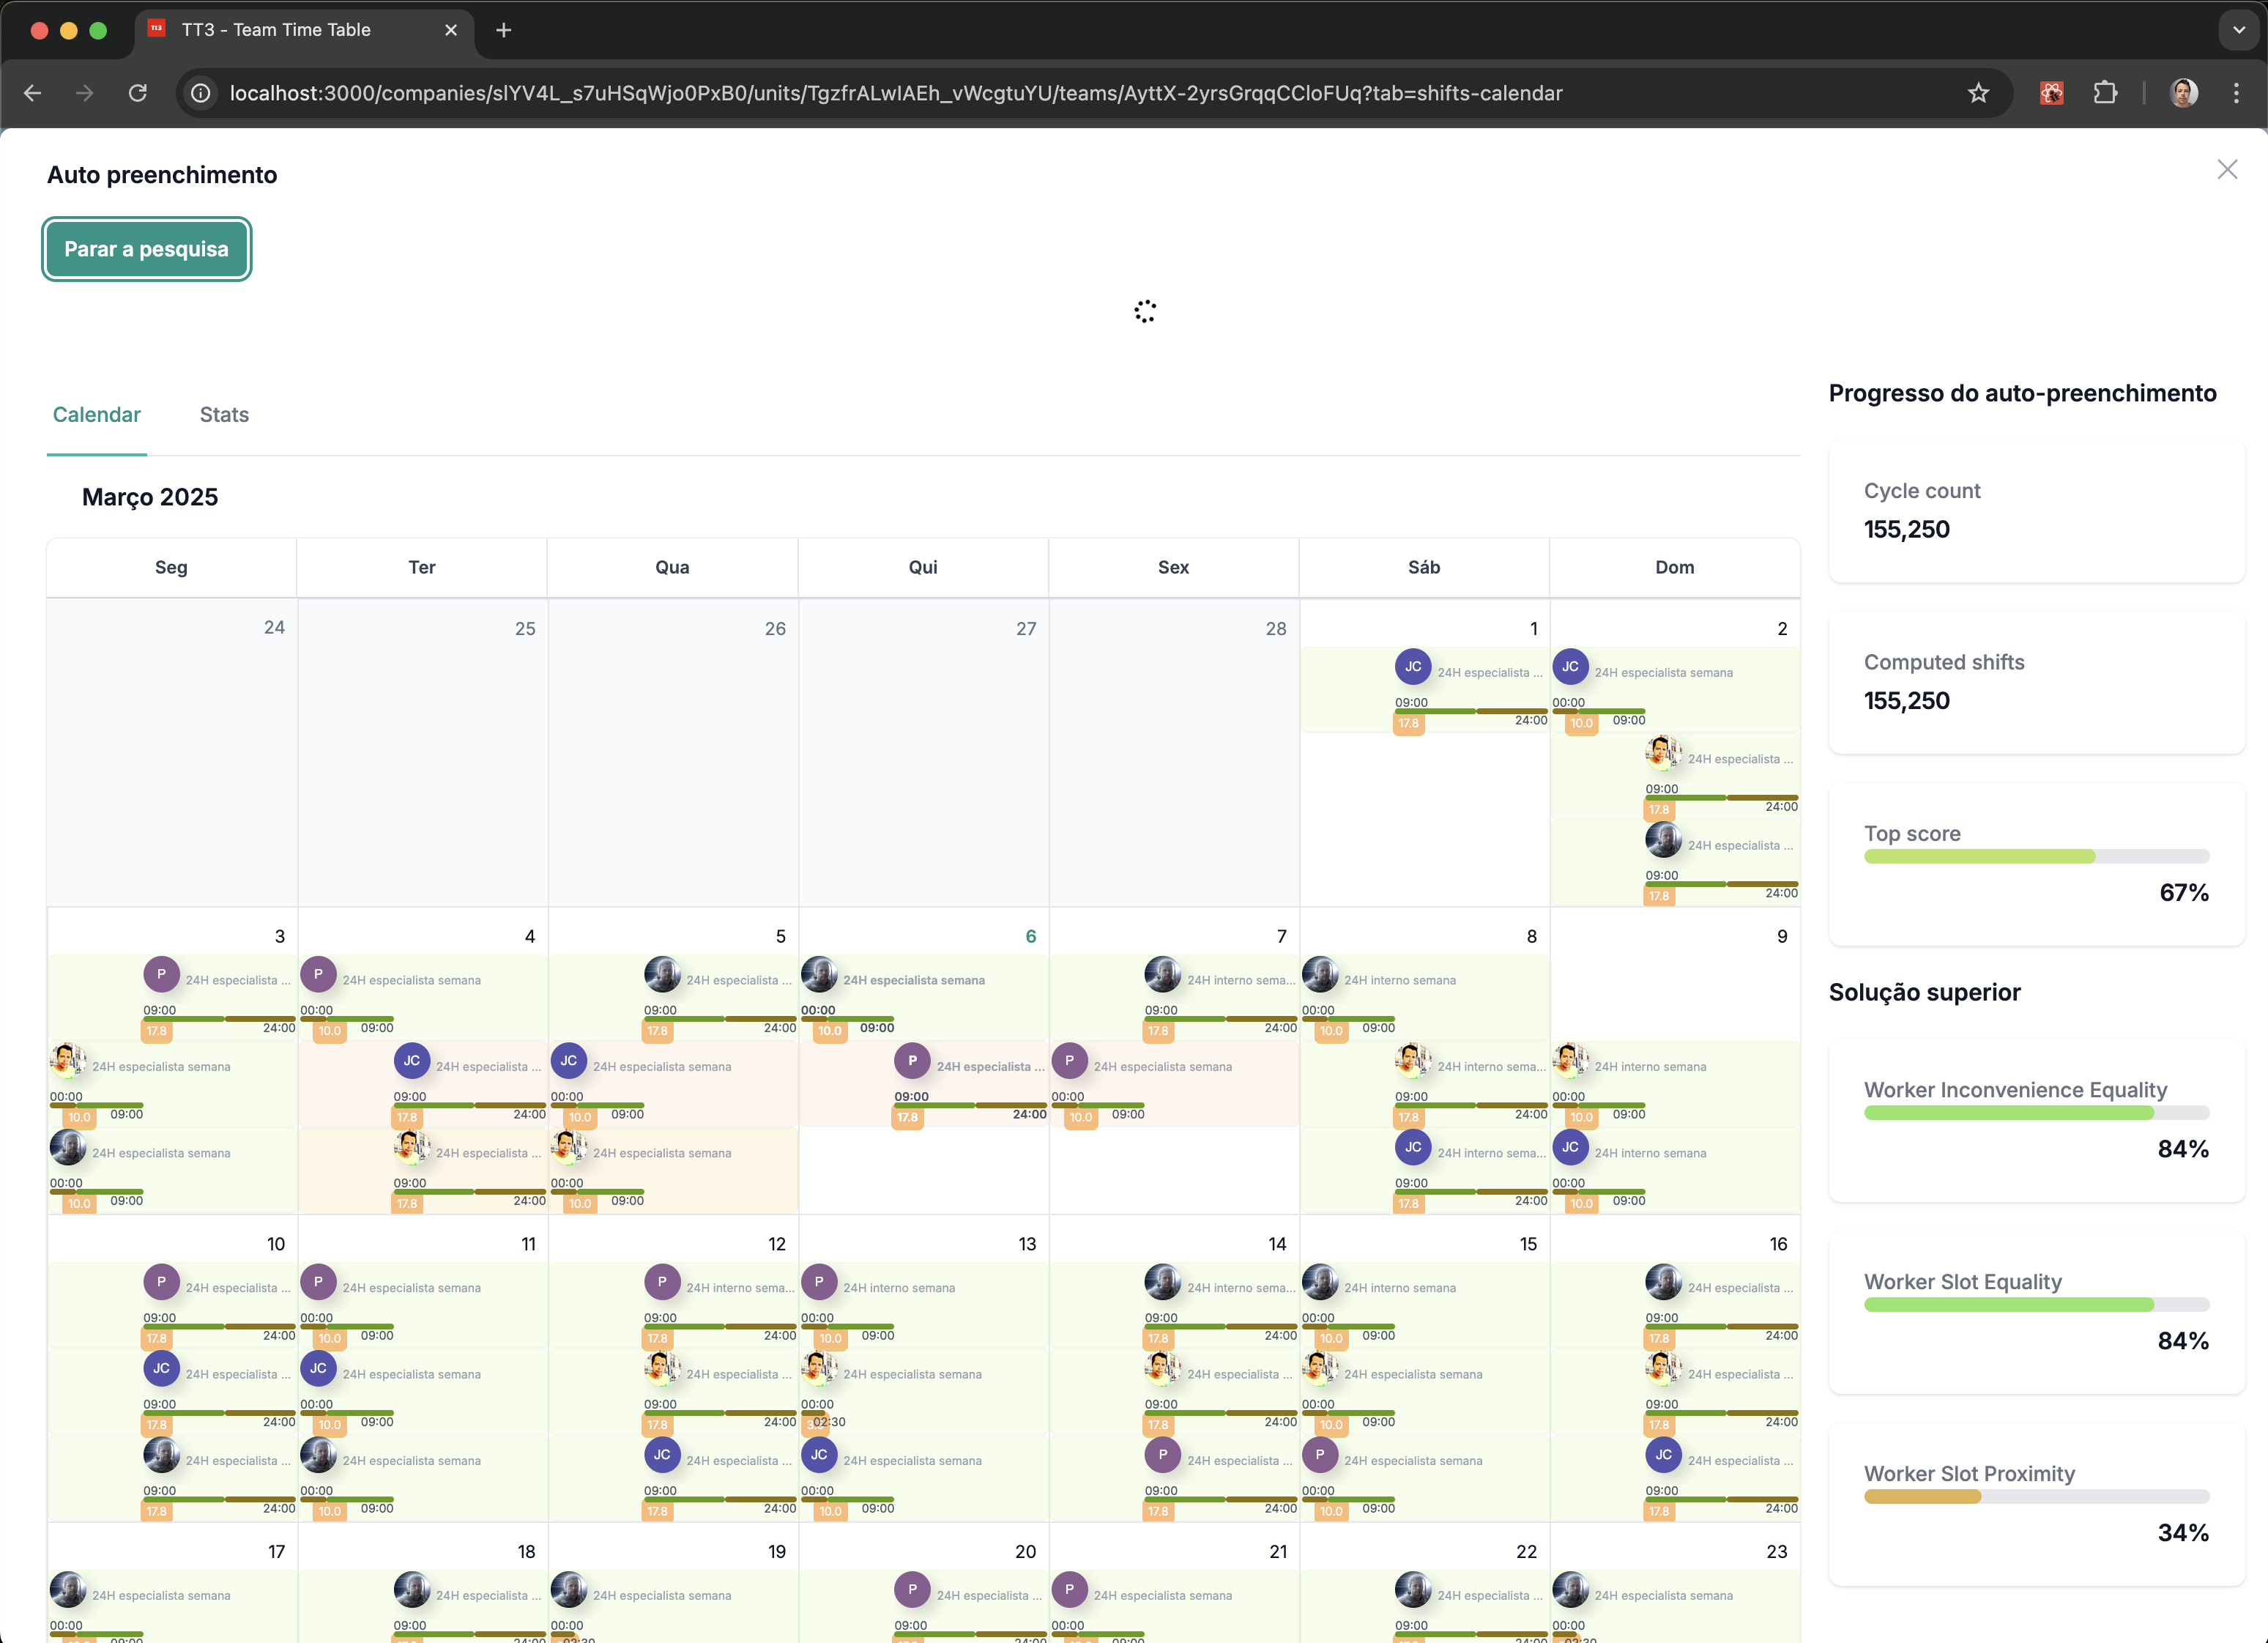 TT3 - Team Time Table
localhost:3000/companies/slYV4L_s7uHSqWjo0PxB0/units/TgzfrALwIAEh_vWcgtuYU/teams/AyttX-2yrsGrqqCCloFUq?tab=shifts-calendar
Auto preenchimento
Parar a pesquisa
Calendar Stats
Março 2025
Seg Ter Qua Qui Sex Sáb Dom
24 25 26 27 28 1 2
JC 24H especialista ... JC 24H especialista semana
09:00 00:00
17.8 24:00 10.0 09:00
24H especialista ...
09:00
17.8 24:00
24H especialista ...
09:00
17.8 24:00
3 4 5 6 7 8 9
P 24H especialista ... P 24H especialista semana 24H especialista ... 24H especialista semana 24H interno sema... 24H interno semana
09:00 00:00 09:00 00:00 09:00 00:00
17.8 24:00 10.0 09:00 17.8 24:00 10.0 09:00 17.8 24:00 10.0 09:00
24H especialista semana JC 24H especialista ... JC 24H especialista semana P 24H especialista ... P 24H especialista semana 24H interno sema... 24H interno semana
00:00 09:00 00:00 09:00 00:00 09:00 00:00
10.0 09:00 17.8 24:00 10.0 09:00 17.8 24:00 10.0 09:00 17.8 24:00 10.0 09:00
24H especialista semana 24H especialista ... 24H especialista semana JC 24H interno sema... JC 24H interno semana
00:00 09:00 00:00 09:00 00:00
10.0 09:00 17.8 24:00 10.0 09:00 17.8 24:00 10.0 09:00
10 11 12 13 14 15 16
P 24H especialista ... P 24H especialista semana P 24H interno sema... P 24H interno semana 24H interno sema... 24H interno semana 24H especialista ...
09:00 00:00 09:00 00:00 09:00 00:00 09:00
17.8 24:00 10.0 09:00 17.8 24:00 10.0 09:00 17.8 24:00 10.0 09:00 17.8 24:00
JC 24H especialista ... JC 24H especialista semana 24H especialista ... 24H especialista semana 24H especialista ... 24H especialista semana 24H especialista ...
09:00 00:00 09:00 00:00 09:00 00:00 09:00
17.8 24:00 10.0 09:00 17.8 24:00 02:30 17.8 24:00 10.0 09:00 17.8 24:00
24H especialista ... 24H especialista semana JC 24H especialista ... JC 24H especialista semana P 24H especialista ... P 24H especialista semana JC 24H especialista ...
09:00 00:00 09:00 00:00 09:00 00:00 09:00
17.8 24:00 10.0 09:00 17.8 24:00 10.0 09:00 17.8 24:00 10.0 09:00 17.8 24:00
17 18 19 20 21 22 23
24H especialista semana 24H especialista ... 24H especialista semana P 24H especialista ... P 24H especialista semana 24H especialista ... 24H especialista semana
00:00 09:00 00:00 09:00 00:00 09:00 00:00
Progresso do auto-preenchimento
Cycle count
155,250
Computed shifts
155,250
Top score
67%
Solução superior
Worker Inconvenience Equality
84%
Worker Slot Equality
84%
Worker Slot Proximity
34%